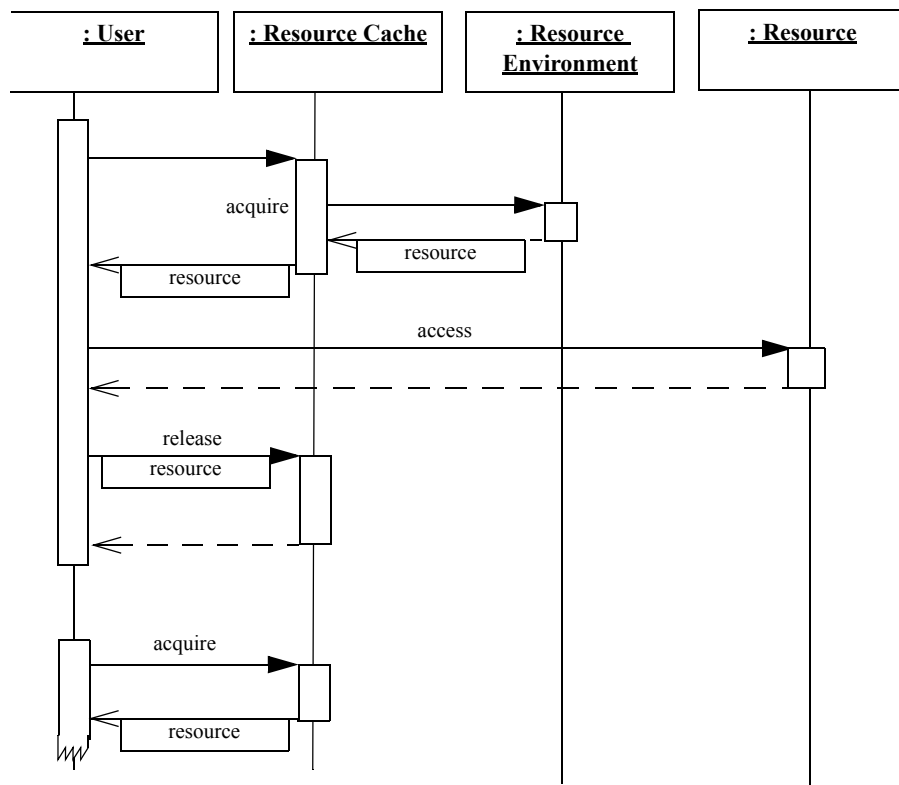 : User
: Resource Cache
: Resource
Environment
: Resource
acquire
resource
resource
access
release
resource
acquire
resource